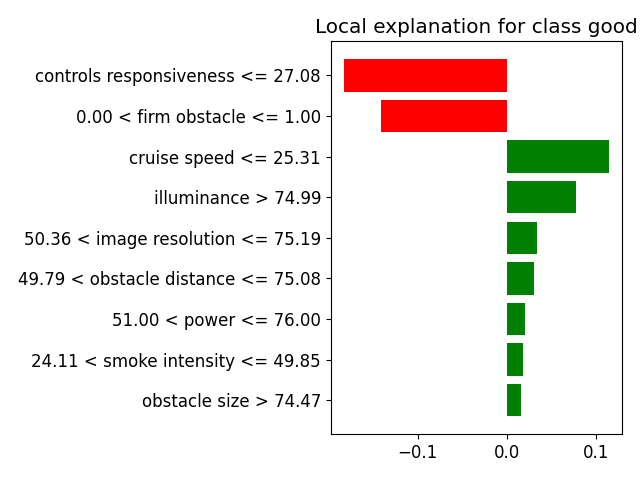 Local explanation for class good
controls responsiveness <= 27.08
0.00 < firm obstacle <= 1.00
cruise speed <= 25.31
illuminance > 74.99
50.36 < image resolution <= 75.19
49.79 < obstacle distance <= 75.08
51.00 < power <= 76.00
24.11 < smoke intensity <= 49.85
obstacle size > 74.47
−0.1 0.0 0.1